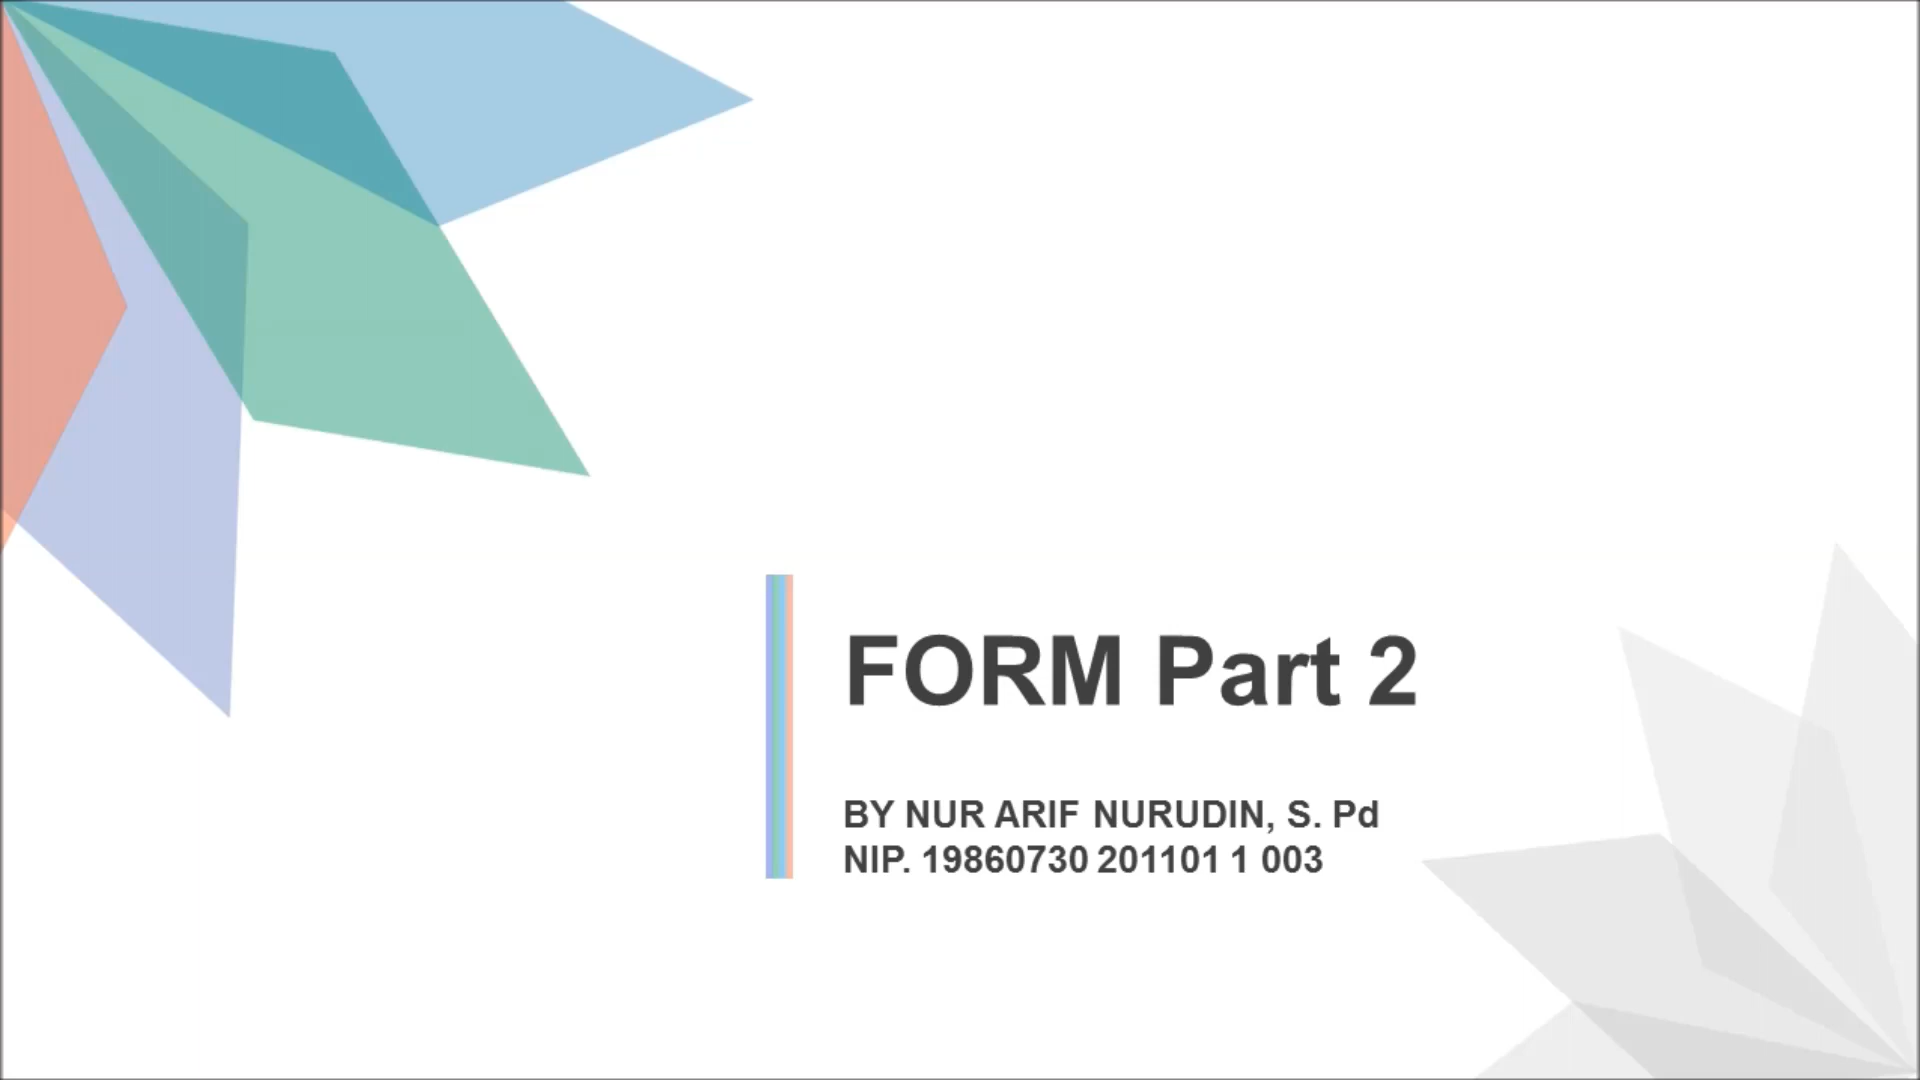 FORM Part 2
BY NUR ARIF NURUDIN, S. Pd
NIP. 19860730 201101 1 003